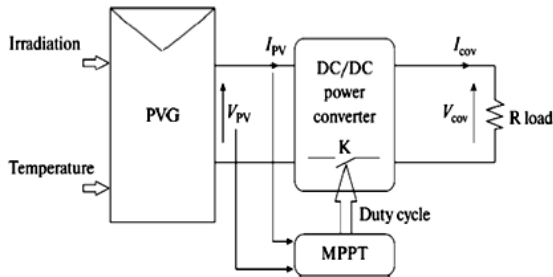 Irradiation
Temperature
PVG
I_PV
V_PV
DC/DC
power
converter
K
I_cov
V_cov
R load
Duty cycle
MPPT